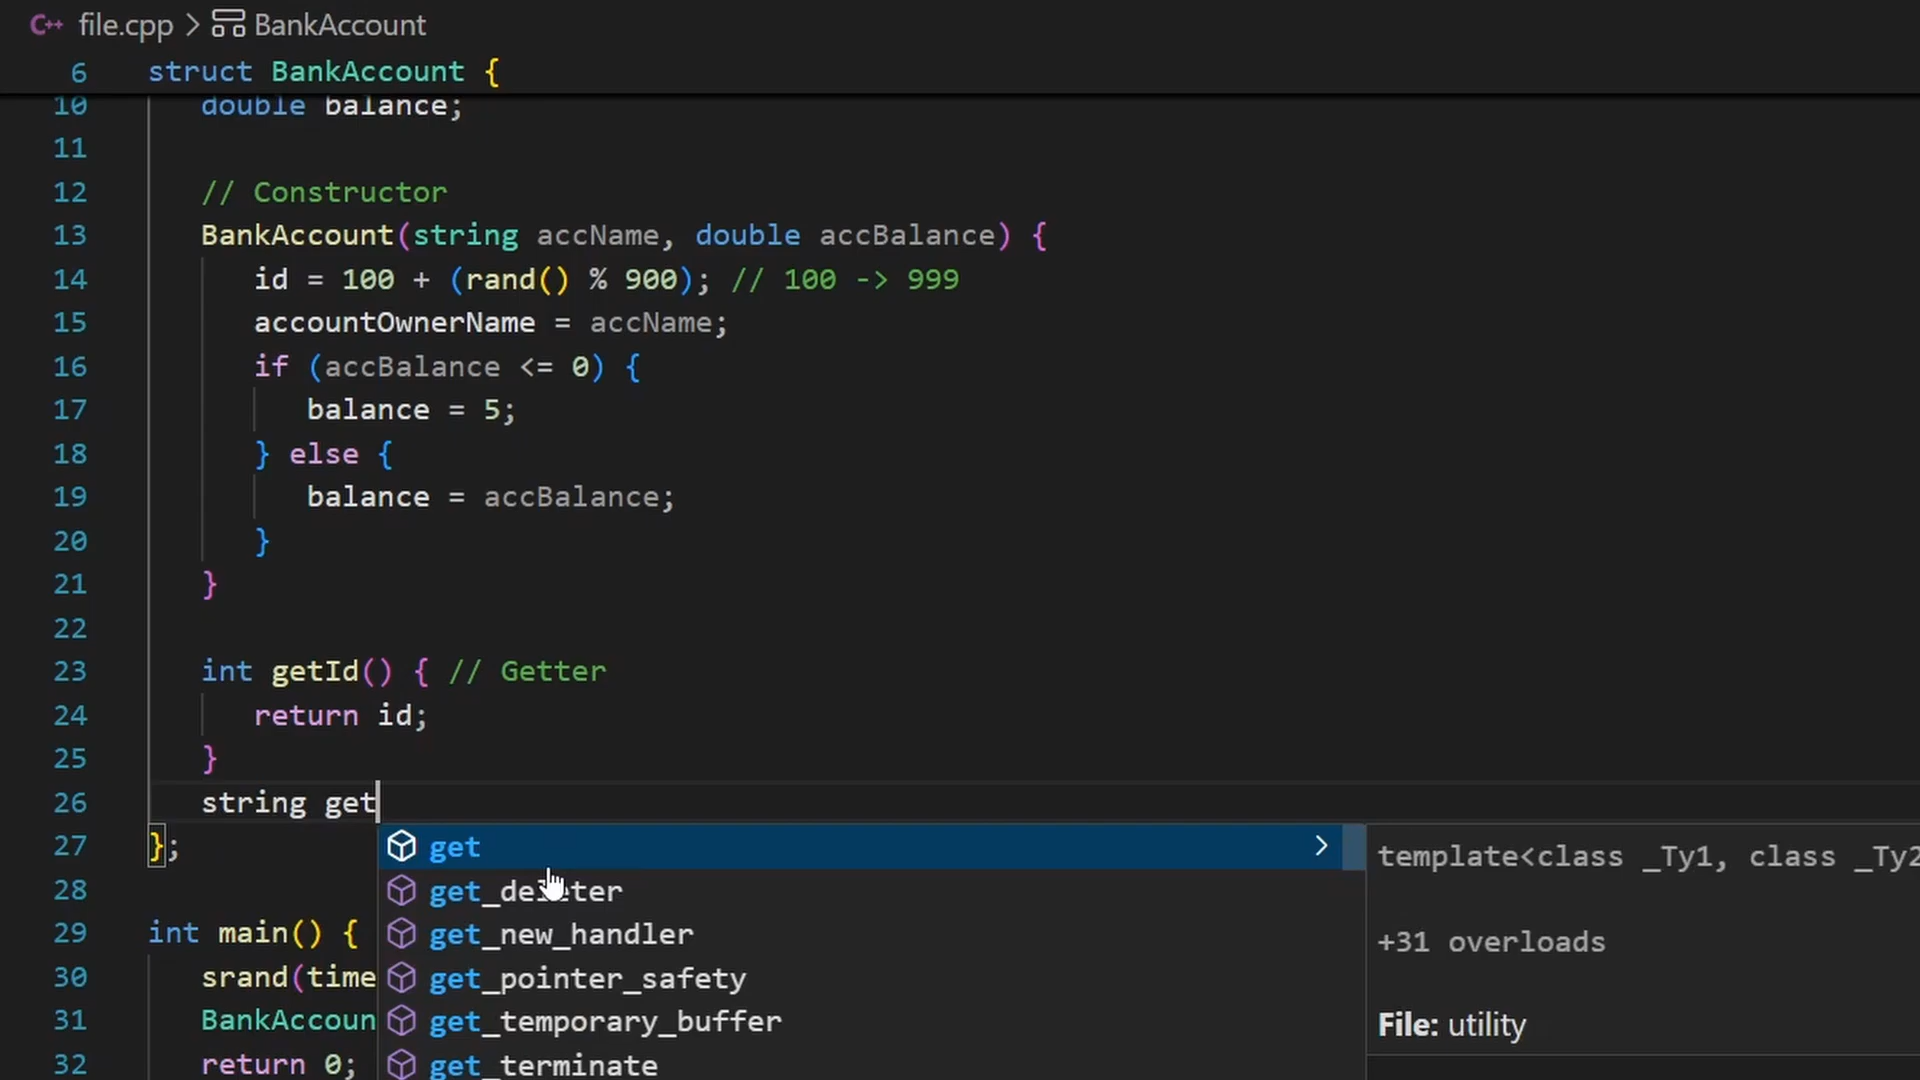 file.cpp > BankAccount
6 struct BankAccount {
10 double balance;
11
12 // Constructor
13 BankAccount(string accName, double accBalance) {
14 id = 100 + (rand() % 900); // 100 -> 999
15 accountOwnerName = accName;
16 if (accBalance <= 0) {
17 balance = 5;
18 } else {
19 balance = accBalance;
20 }
21 }
22
23 int getId() { // Getter
24 return id;
25 }
26 string get
27 };
get
template<class _Ty1, class _Ty2
28
get_deleter
29 int main() {
get_new_handler
+31 overloads
30 srand(time
get_pointer_safety
31 BankAccoun
get_temporary_buffer
File: utility
32 return 0;
get_terminate